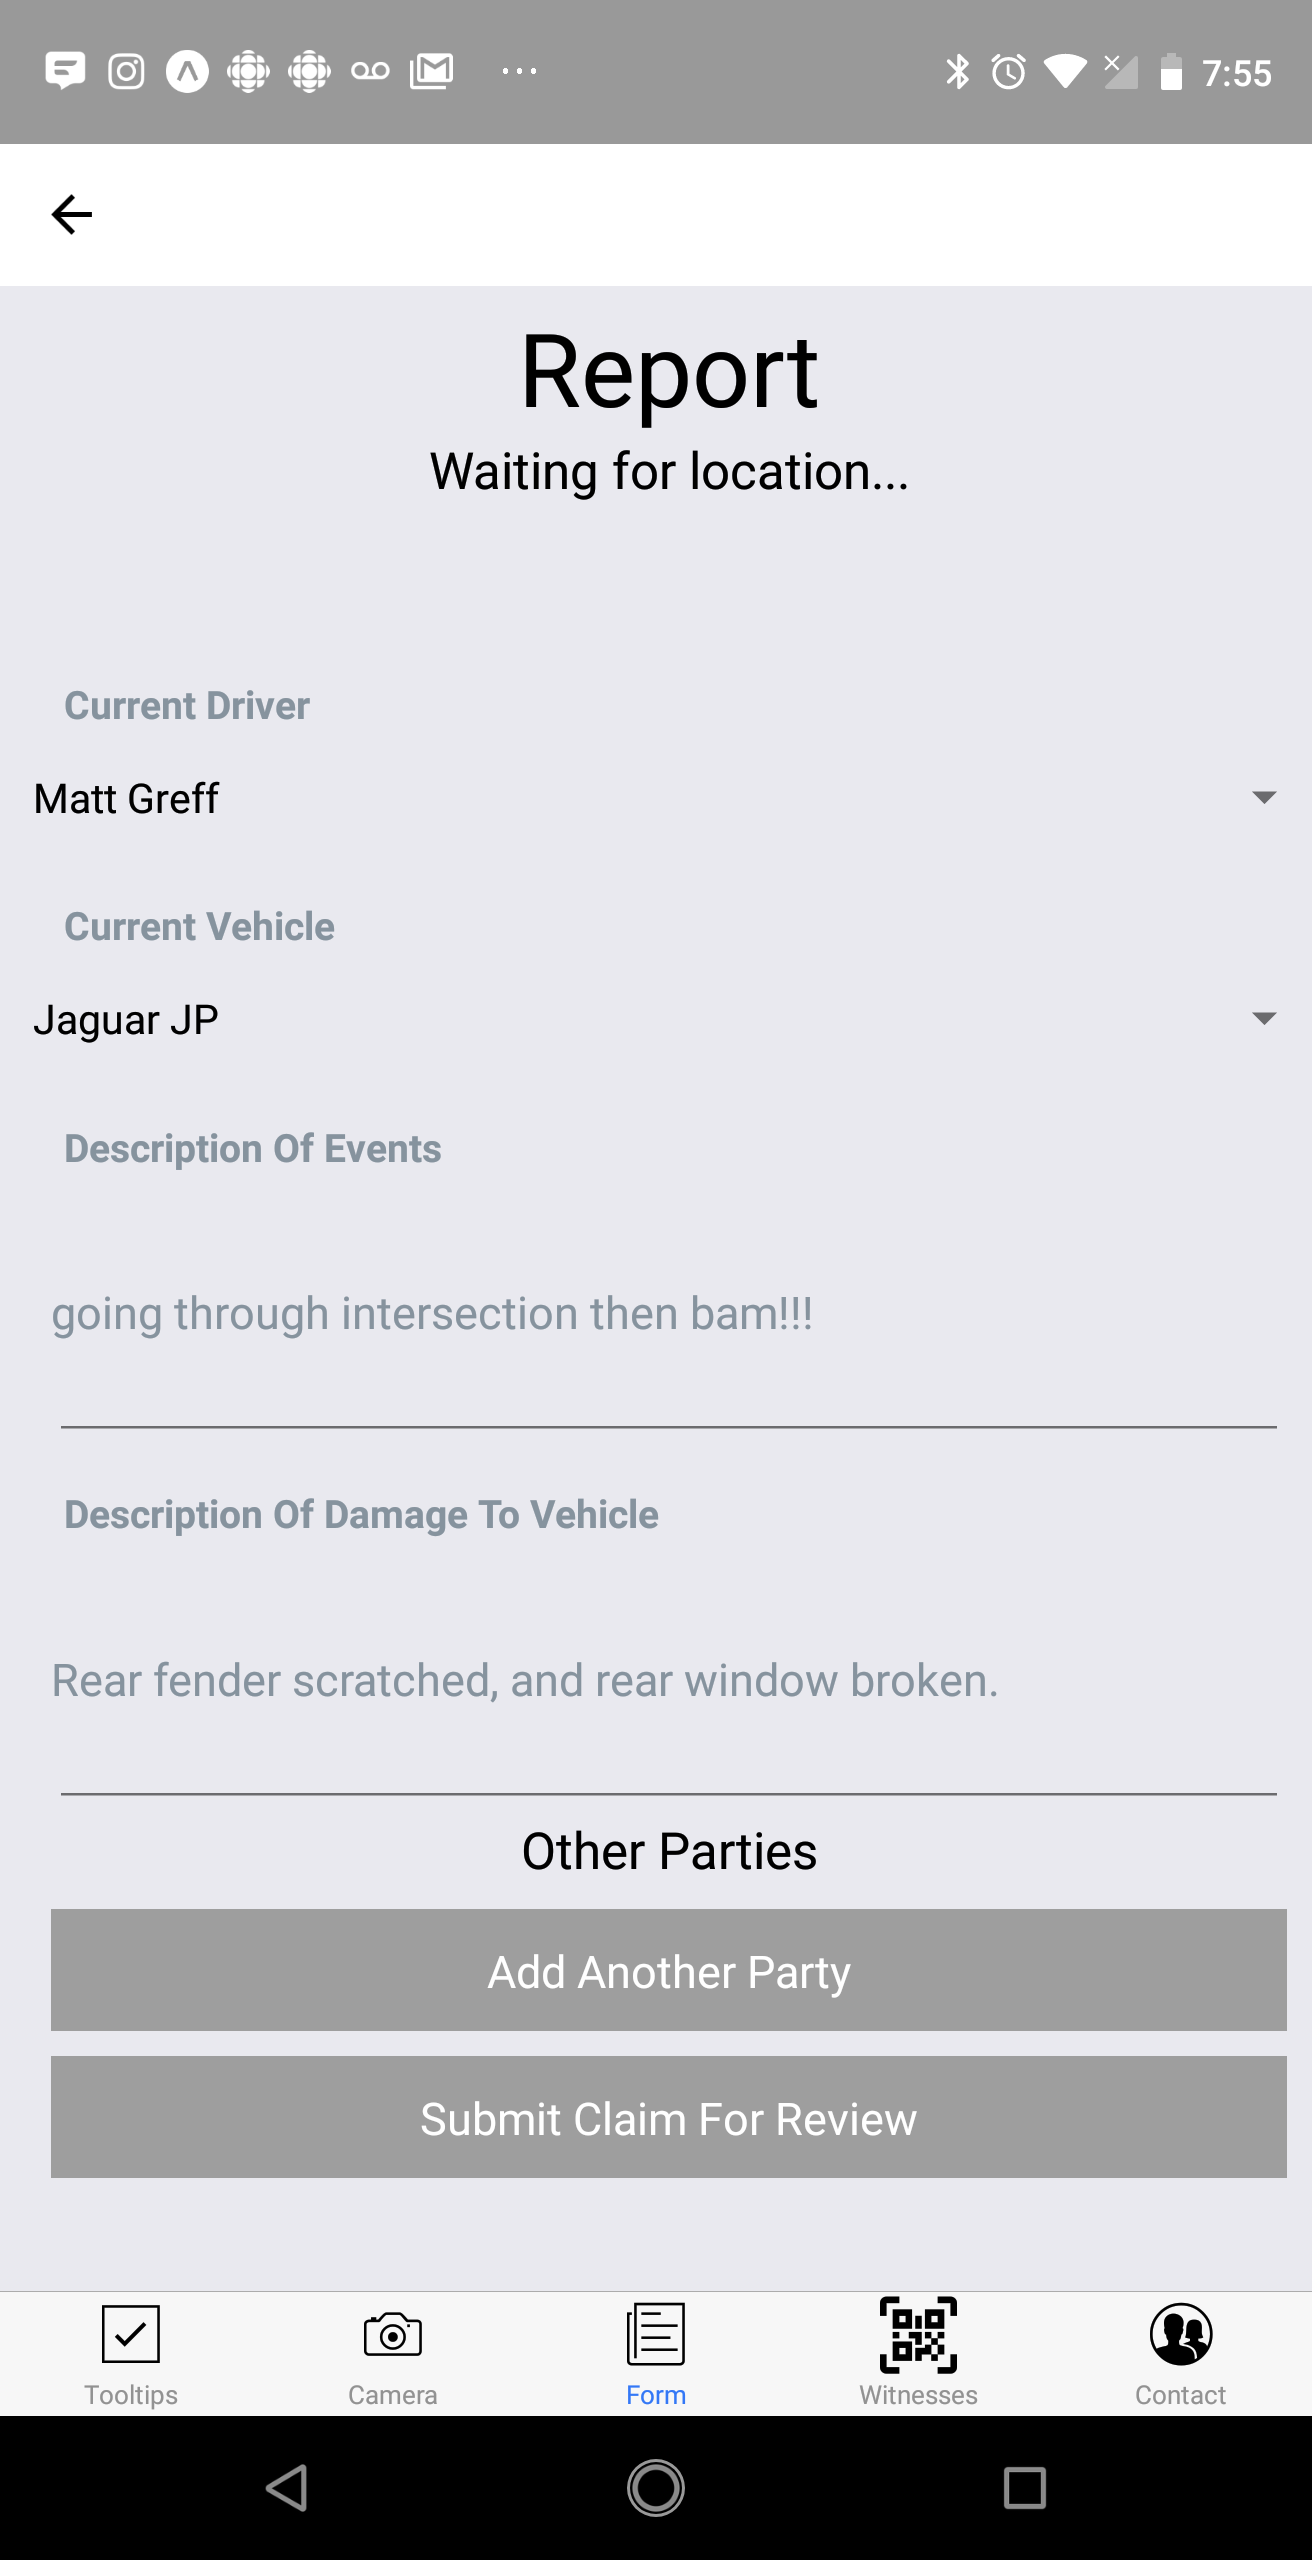 7:55
Report
Waiting for location...
Current Driver
Matt Greff
Current Vehicle
Jaguar JP
Description Of Events
going through intersection then bam!!!
Description Of Damage To Vehicle
Rear fender scratched, and rear window broken.
Other Parties
Add Another Party
Submit Claim For Review
Tooltips Camera Form Witnesses Contact